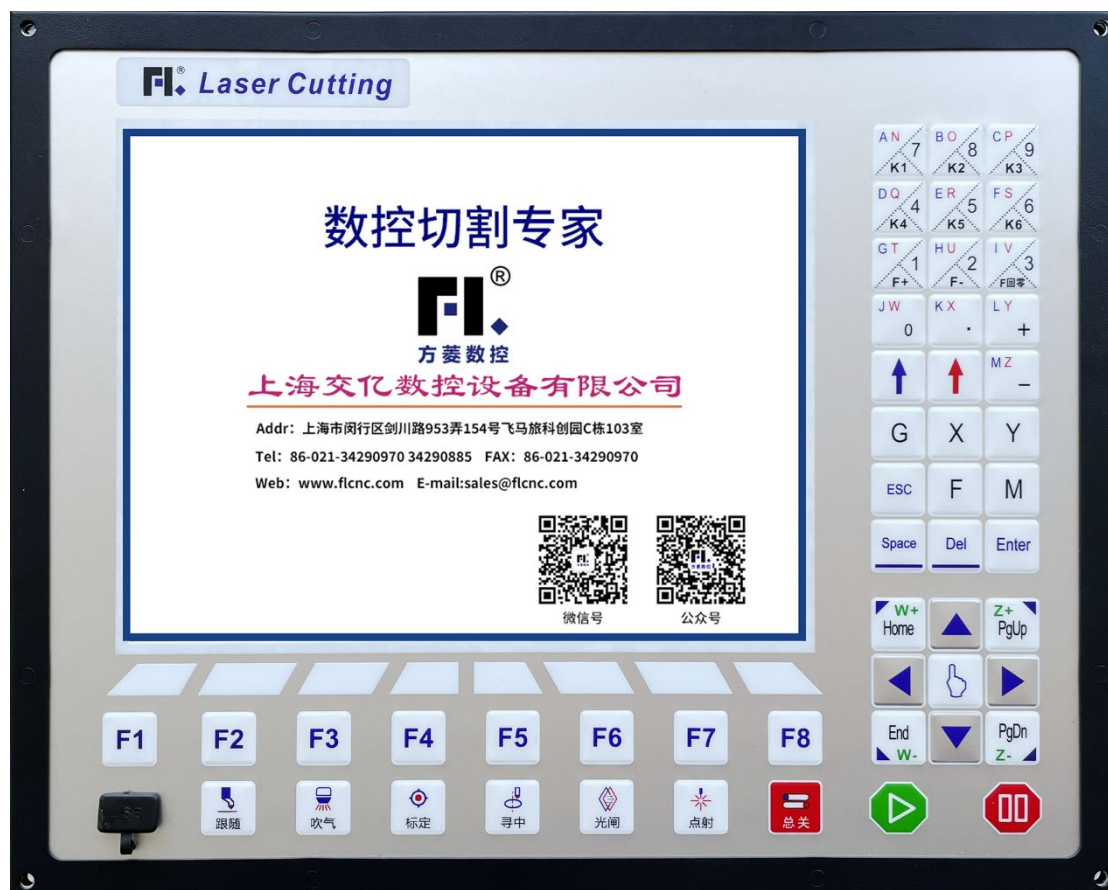 FL® Laser Cutting
数控切割专家
FL®
方菱数控
上海交亿数控设备有限公司
Addr：上海市闵行区剑川路953弄154号飞马旅科创园C栋103室
Tel：86-021-34290970 34290885 FAX：86-021-34290970
Web：www.flcnc.com E-mail:sales@flcnc.com
FL
FL
方菱数控
微信号 公众号
AN 7 K1 BO 8 K2 CP 9 K3
DQ 4 K4 ER 5 K5 FS 6 K6
GT 1 F+ HU 2 F- IV 3 F回零
JW 0 KX . LY +
MZ -
G X Y
ESC F M
Space Del Enter
W+ Home Z+ PgUp
End W- PgDn Z-
F1 F2 F3 F4 F5 F6 F7 F8
USB 跟随 吹气 标定 寻中 光闸 点射 总关